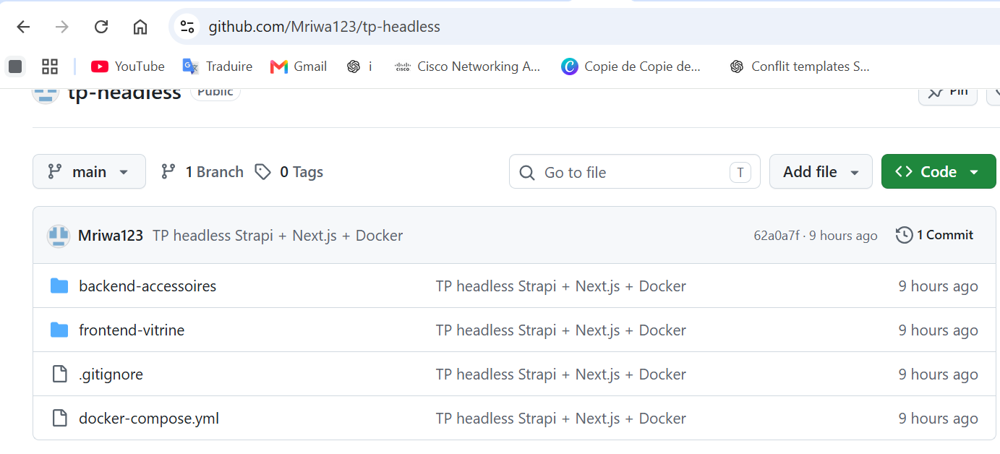 github.com/Mriwa123/tp-headless
YouTube Traduire Gmail i Cisco Networking A... Copie de Copie de... Conflit templates S...
tp-headless Public Pin
main 1 Branch 0 Tags Go to file T Add file Code
Mriwa123 TP headless Strapi + Next.js + Docker 62a0a7f · 9 hours ago 1 Commit
backend-accessoires TP headless Strapi + Next.js + Docker 9 hours ago
frontend-vitrine TP headless Strapi + Next.js + Docker 9 hours ago
.gitignore TP headless Strapi + Next.js + Docker 9 hours ago
docker-compose.yml TP headless Strapi + Next.js + Docker 9 hours ago